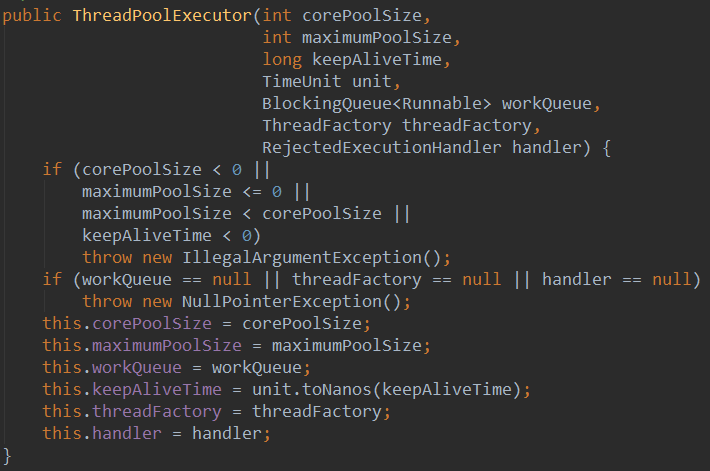 public ThreadPoolExecutor(int corePoolSize,
                          int maximumPoolSize,
                          long keepAliveTime,
                          TimeUnit unit,
                          BlockingQueue<Runnable> workQueue,
                          ThreadFactory threadFactory,
                          RejectedExecutionHandler handler) {
    if (corePoolSize < 0 ||
        maximumPoolSize <= 0 ||
        maximumPoolSize < corePoolSize ||
        keepAliveTime < 0)
        throw new IllegalArgumentException();
    if (workQueue == null || threadFactory == null || handler == null)
        throw new NullPointerException();
    this.corePoolSize = corePoolSize;
    this.maximumPoolSize = maximumPoolSize;
    this.workQueue = workQueue;
    this.keepAliveTime = unit.toNanos(keepAliveTime);
    this.threadFactory = threadFactory;
    this.handler = handler;
}